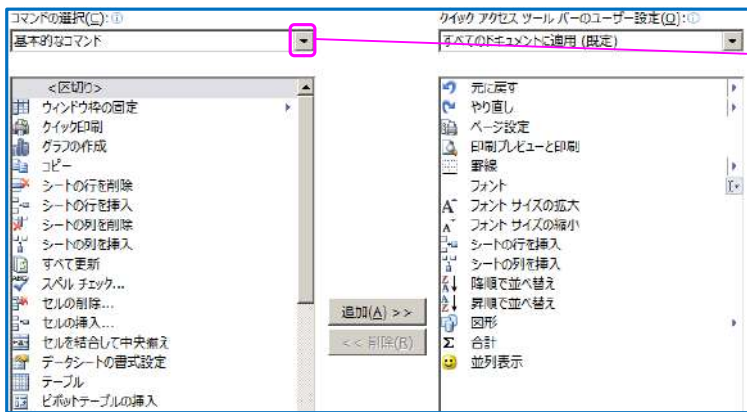 コマンドの選択(C):
基本的なコマンド
<区切り>
ウィンドウ枠の固定
クイック印刷
グラフの作成
コピー
シートの行を削除
シートの行を挿入
シートの列を削除
シートの列を挿入
すべて更新
スペル チェック...
セルの削除...
セルの挿入...
セルを結合して中央揃え
データシートの書式設定
テーブル
ピボットテーブルの挿入
追加(A) >>
<< 削除(R)
クイック アクセス ツール バーのユーザー設定(Q):
すべてのドキュメントに適用 (既定)
元に戻す
やり直し
ページ設定
印刷プレビューと印刷
罫線
フォント
フォント サイズの拡大
フォント サイズの縮小
シートの行を挿入
シートの列を挿入
降順で並べ替え
昇順で並べ替え
図形
合計
並列表示